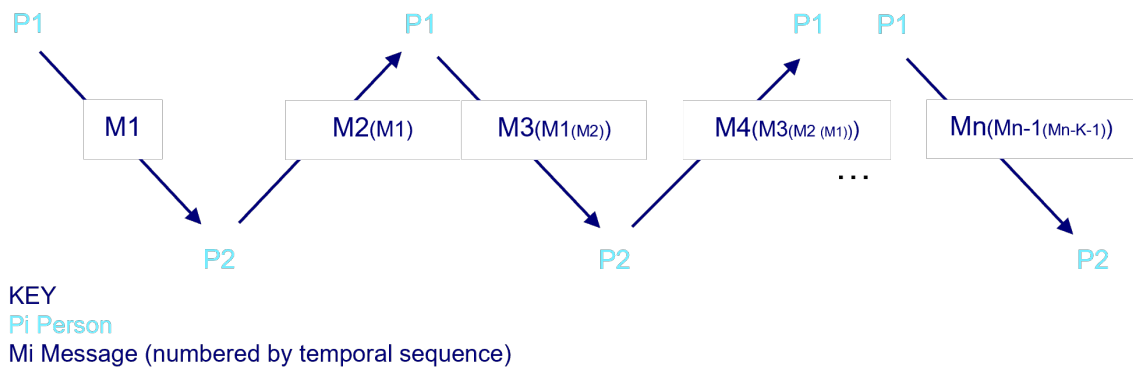 P1 P1 P1 P1
M1 M2(M1) M3(M1(M2)) M4(M3(M2 (M1))) Mn(Mn-1(Mn-K-1))
...
P2 P2 P2
KEY
Pi Person
Mi Message (numbered by temporal sequence)